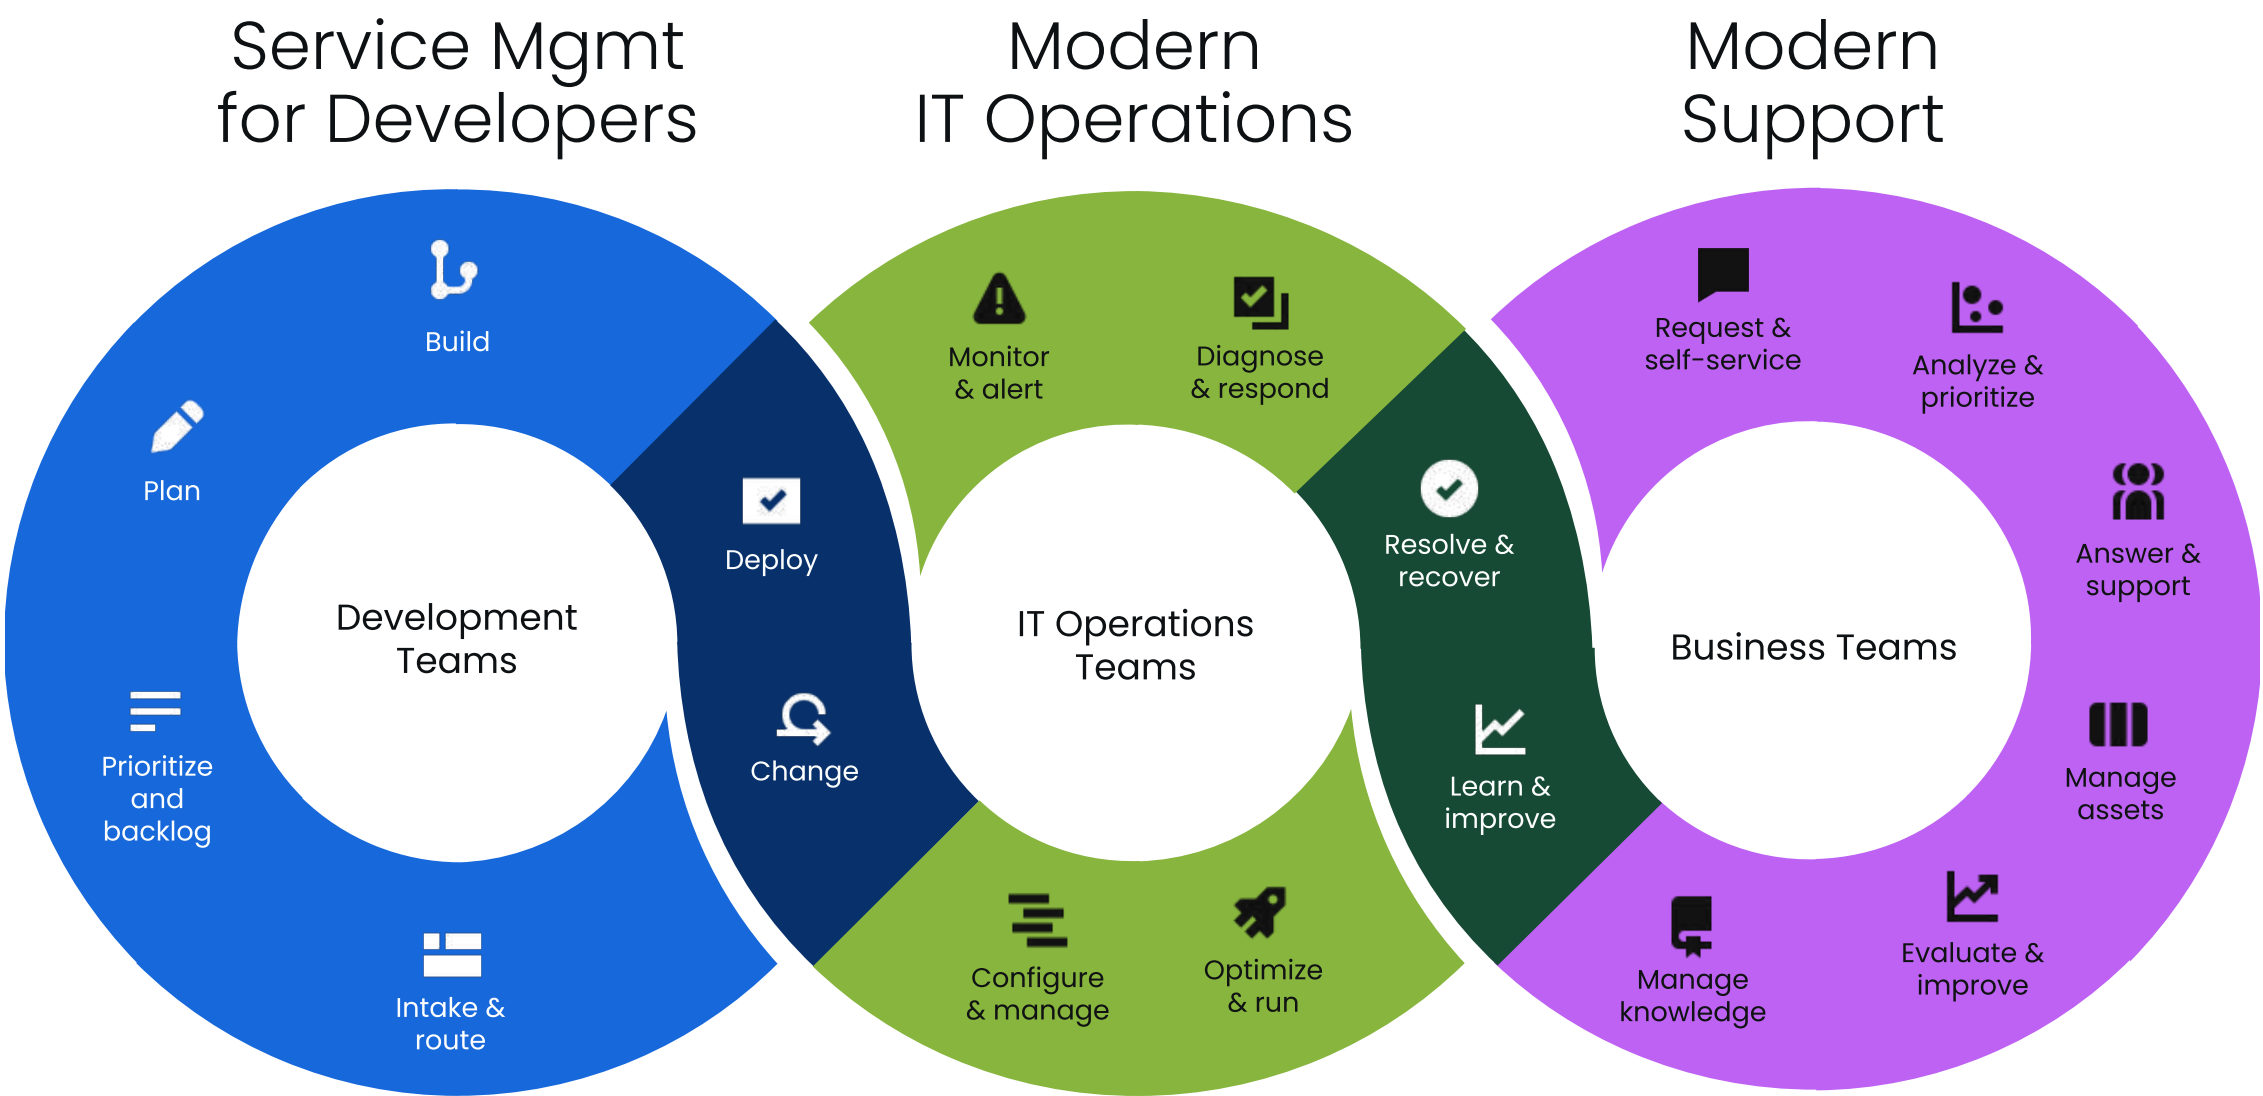 Service Mgmt
for Developers
Modern
IT Operations
Modern
Support
Build
Plan
Prioritize
and
backlog
Intake &
route
Development
Teams
Deploy
Change
Monitor
& alert
Diagnose
& respond
IT Operations
Teams
Configure
& manage
Optimize
& run
Resolve &
recover
Learn &
improve
Request &
self-service
Analyze &
prioritize
Answer &
support
Business Teams
Manage
assets
Evaluate &
improve
Manage
knowledge